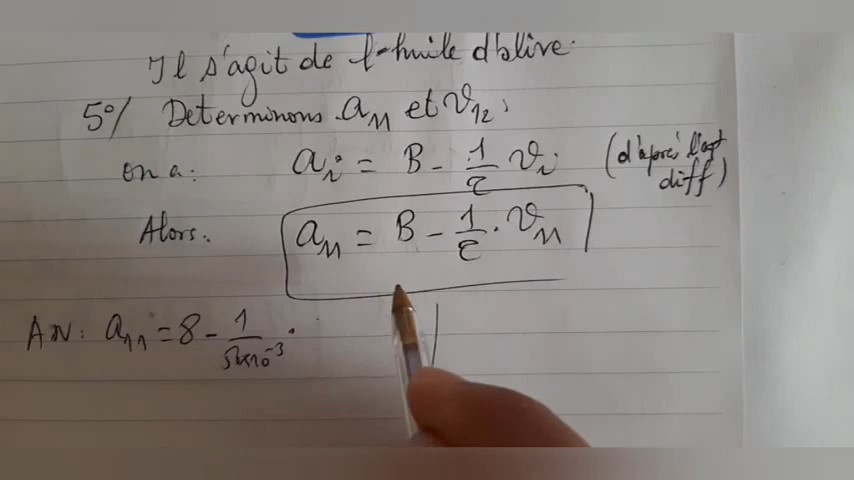 Il s'agit de l'huile d'olive.
5°/ Determinons a₁₁ et v₁₂ :
on a: aᵢ = B - 1/τ vᵢ (d'après l'eqt diff)
Alors. a₁₁ = B - 1/τ . v₁₁
AN: a₁₁ = 8 - 1/5x10⁻³ .